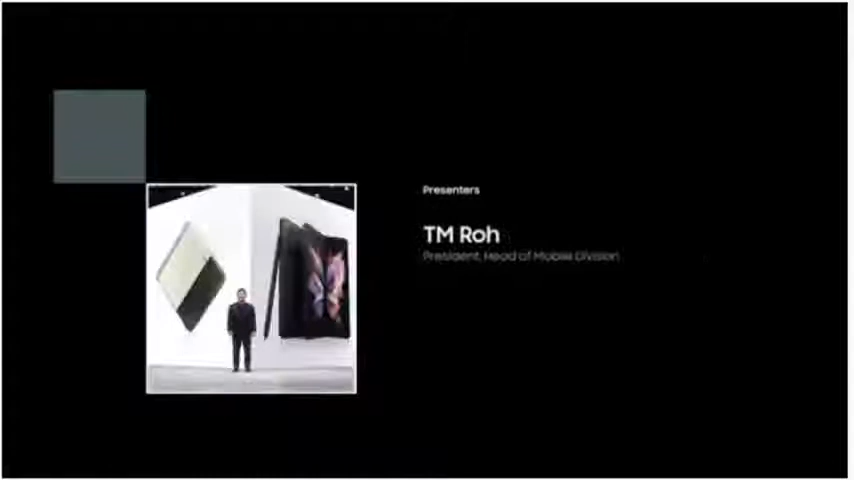 Presenters
TM Roh
President, Head of Mobile Division